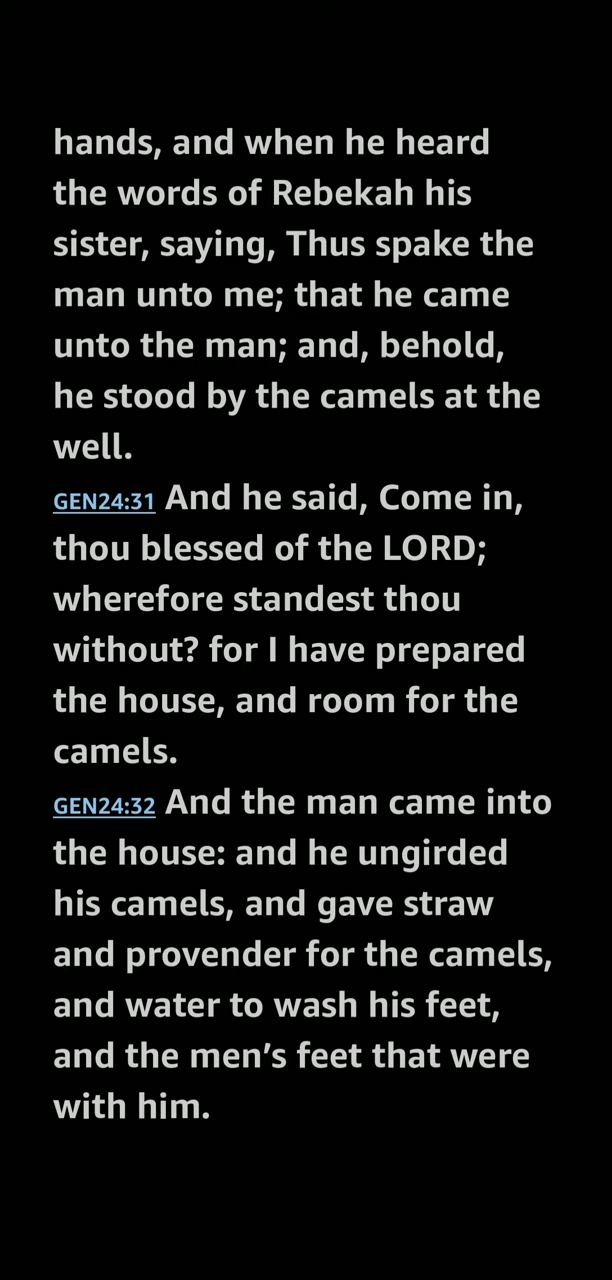 hands, and when he heard
the words of Rebekah his
sister, saying, Thus spake the
man unto me; that he came
unto the man; and, behold,
he stood by the camels at the
well.
GEN24:31 And he said, Come in,
thou blessed of the LORD;
wherefore standest thou
without? for I have prepared
the house, and room for the
camels.
GEN24:32 And the man came into
the house: and he ungirded
his camels, and gave straw
and provender for the camels,
and water to wash his feet,
and the men’s feet that were
with him.